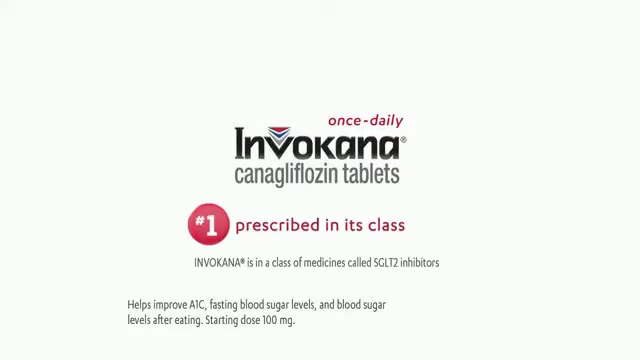 once-daily
Invokana®
canagliflozin tablets
#1 prescribed in its class
INVOKANA® is in a class of medicines called SGLT2 inhibitors
Helps improve A1C, fasting blood sugar levels, and blood sugar
levels after eating. Starting dose 100 mg.